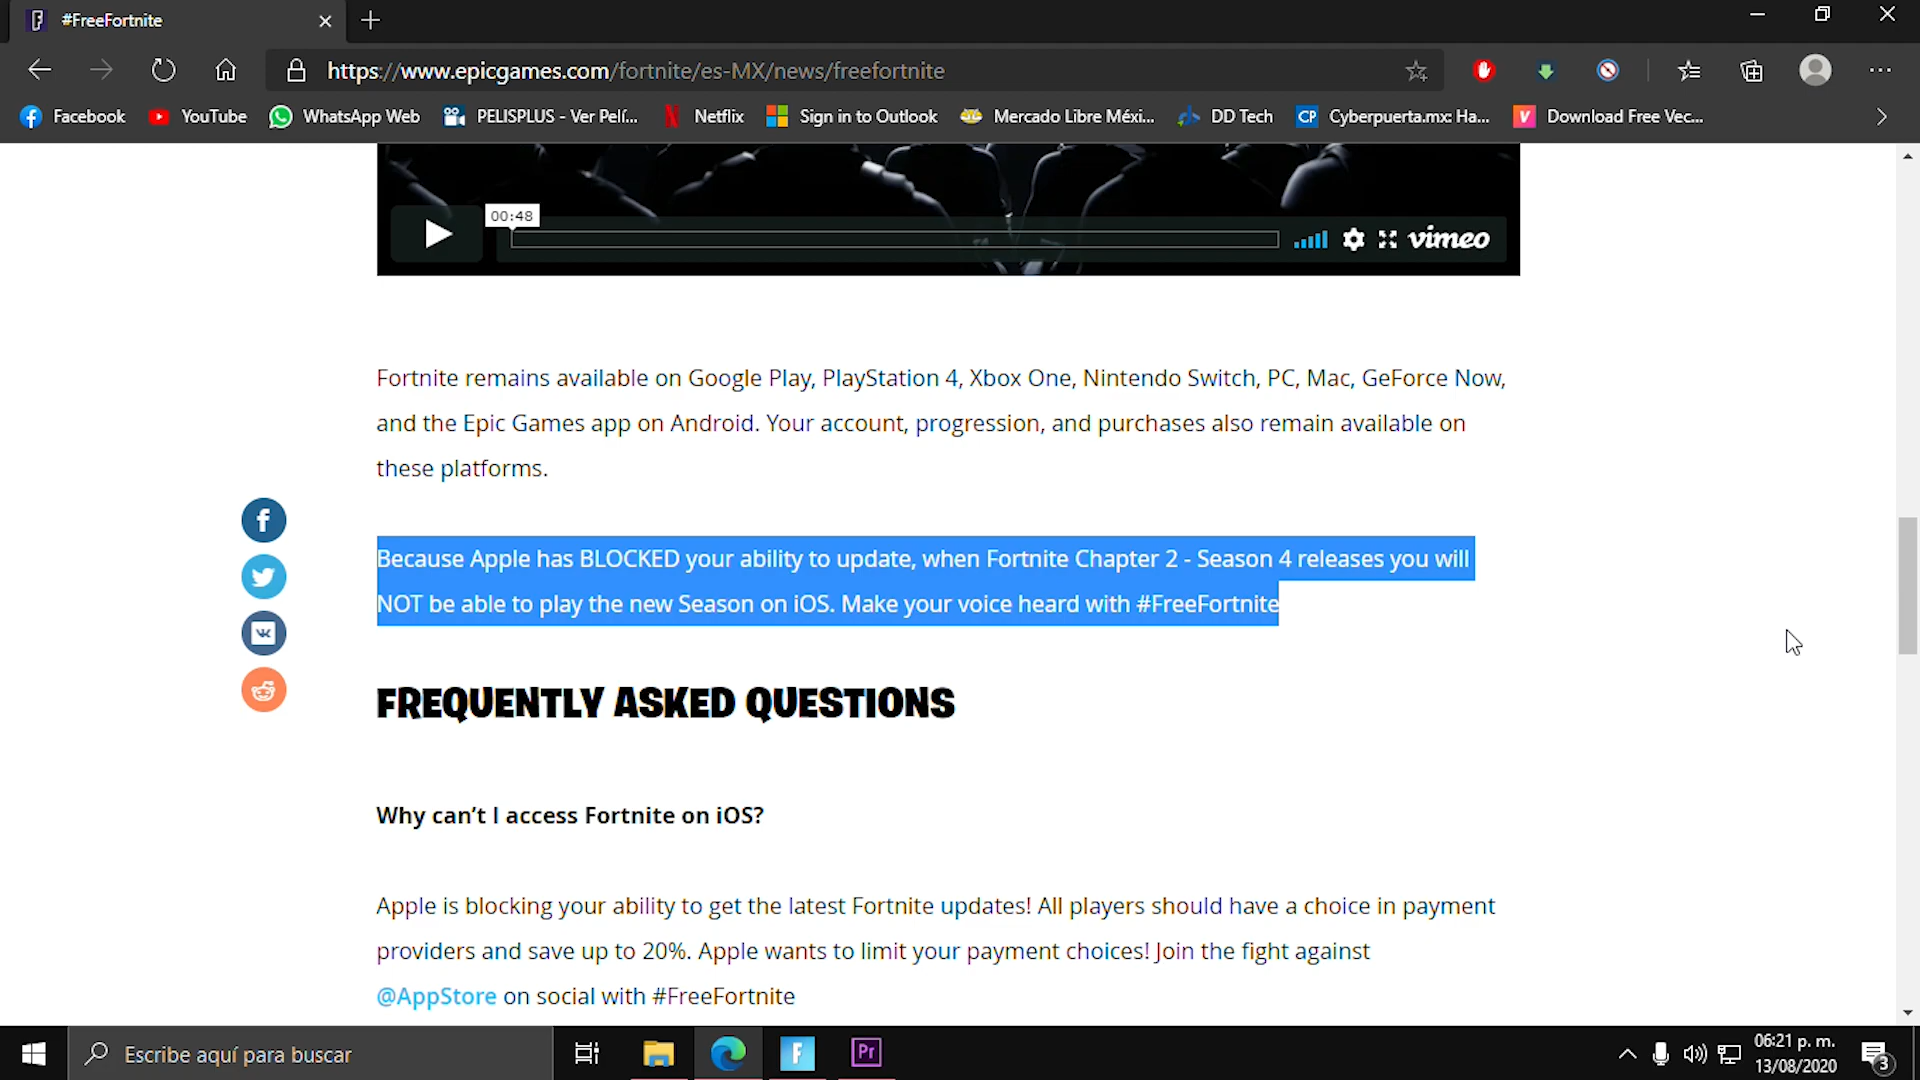 #FreeFortnite
https://www.epicgames.com/fortnite/es-MX/news/freefortnite
Facebook
YouTube
WhatsApp Web
PELISPLUS - Ver Pelí...
Netflix
Sign in to Outlook
Mercado Libre Méxi...
CP
DD Tech
Cyberpuerta.mx: Ha...
V
Download Free Vec...
00:48
vimeo
Fortnite remains available on Google Play, PlayStation 4, Xbox One, Nintendo Switch, PC, Mac, GeForce Now,
and the Epic Games app on Android. Your account, progression, and purchases also remain available on
these platforms.
Because Apple has BLOCKED your ability to update, when Fortnite Chapter 2 - Season 4 releases you will
NOT be able to play the new Season on iOS. Make your voice heard with #FreeFortnite
FREQUENTLY ASKED QUESTIONS
Why can't I access Fortnite on iOS?
Apple is blocking your ability to get the latest Fortnite updates! All players should have a choice in payment
providers and save up to 20%. Apple wants to limit your payment choices! Join the fight against
@AppStore on social with #FreeFortnite
Escribe aquí para buscar
F
Pr
06:21 p. m.
13/08/2020
3